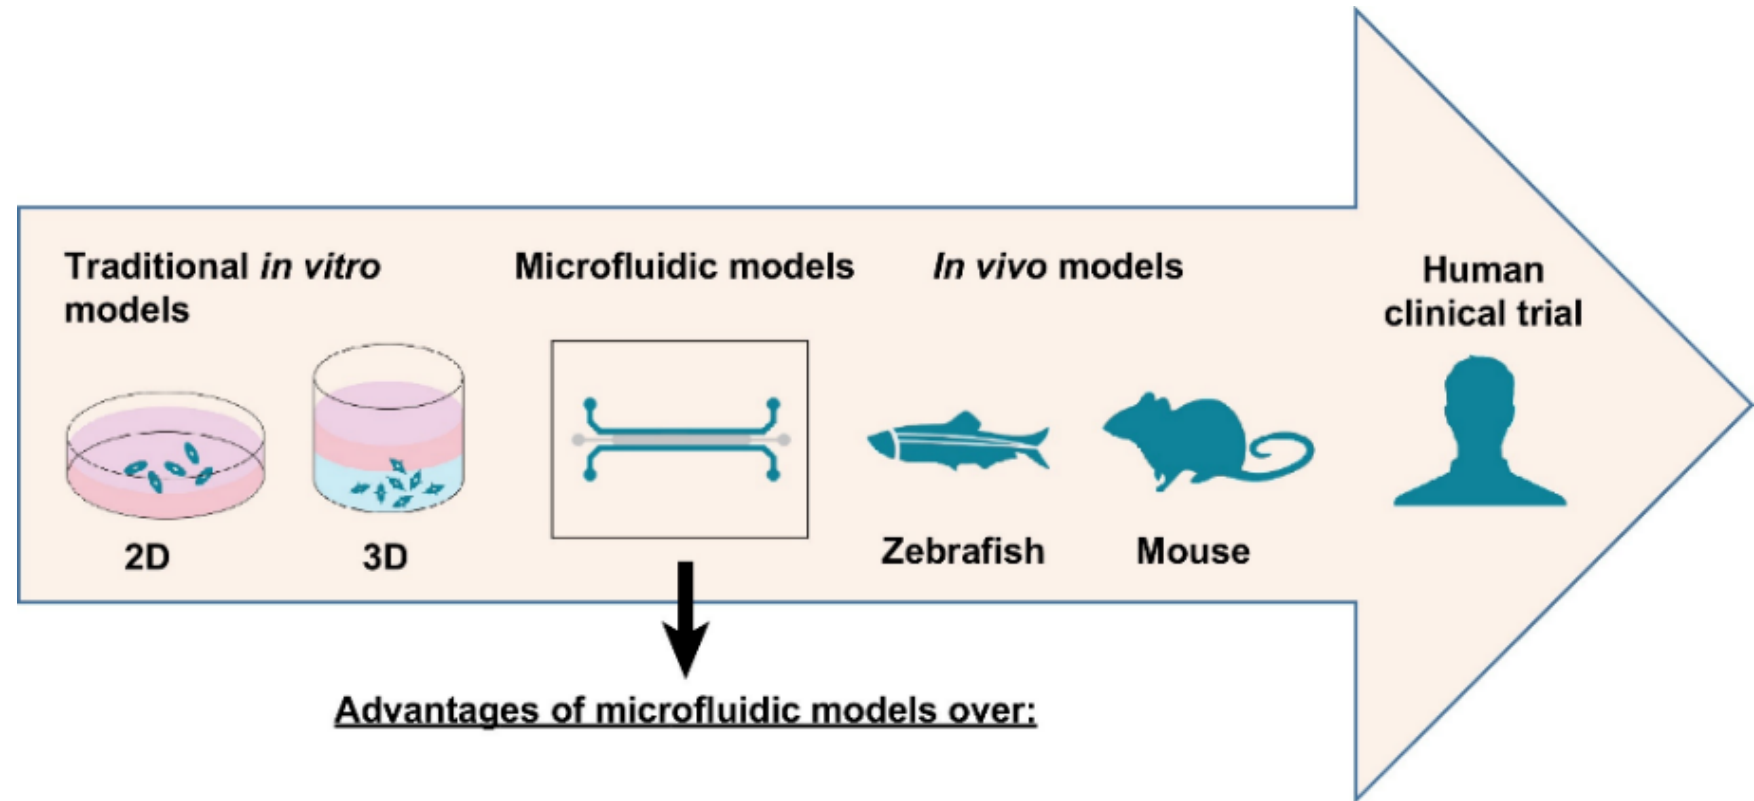 Traditional in vitro
models
Microfluidic models
In vivo models
Human
clinical trial
2D
3D
Zebrafish
Mouse
Advantages of microfluidic models over: